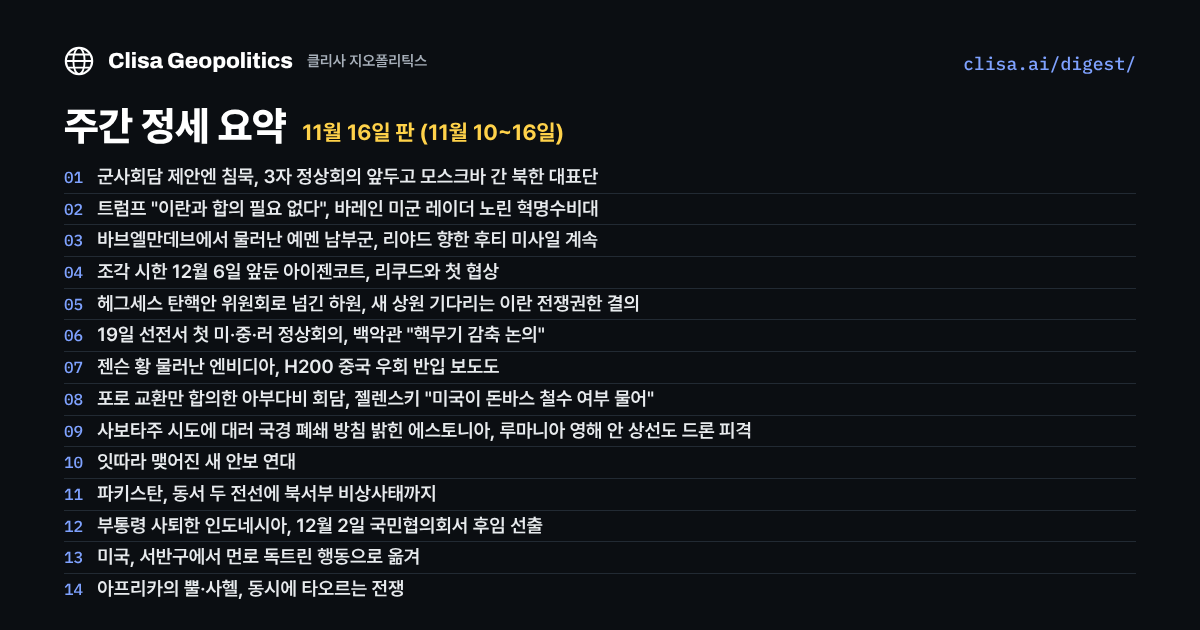 Clisa Geopolitics 클리사 지오폴리틱스
clisa.ai/digest/
주간 정세 요약 11월 16일 판 (11월 10~16일)
01 군사회담 제안엔 침묵, 3자 정상회의 앞두고 모스크바 간 북한 대표단
02 트럼프 "이란과 합의 필요 없다", 바레인 미군 레이더 노린 혁명수비대
03 바브엘만데브에서 물러난 예멘 남부군, 리야드 향한 후티 미사일 계속
04 조각 시한 12월 6일 앞둔 아이젠코트, 리쿠드와 첫 협상
05 헤그세스 탄핵안 위원회로 넘긴 하원, 새 상원 기다리는 이란 전쟁권한 결의
06 19일 선전서 첫 미·중·러 정상회의, 백악관 "핵무기 감축 논의"
07 젠슨 황 물러난 엔비디아, H200 중국 우회 반입 보도도
08 포로 교환만 합의한 아부다비 회담, 젤렌스키 "미국이 돈바스 철수 여부 물어"
09 사보타주 시도에 대러 국경 폐쇄 방침 밝힌 에스토니아, 루마니아 영해 안 상선도 드론 피격
10 잇따라 맺어진 새 안보 연대
11 파키스탄, 동서 두 전선에 북서부 비상사태까지
12 부통령 사퇴한 인도네시아, 12월 2일 국민협의회서 후임 선출
13 미국, 서반구에서 먼로 독트린 행동으로 옮겨
14 아프리카의 뿔·사헬, 동시에 타오르는 전쟁